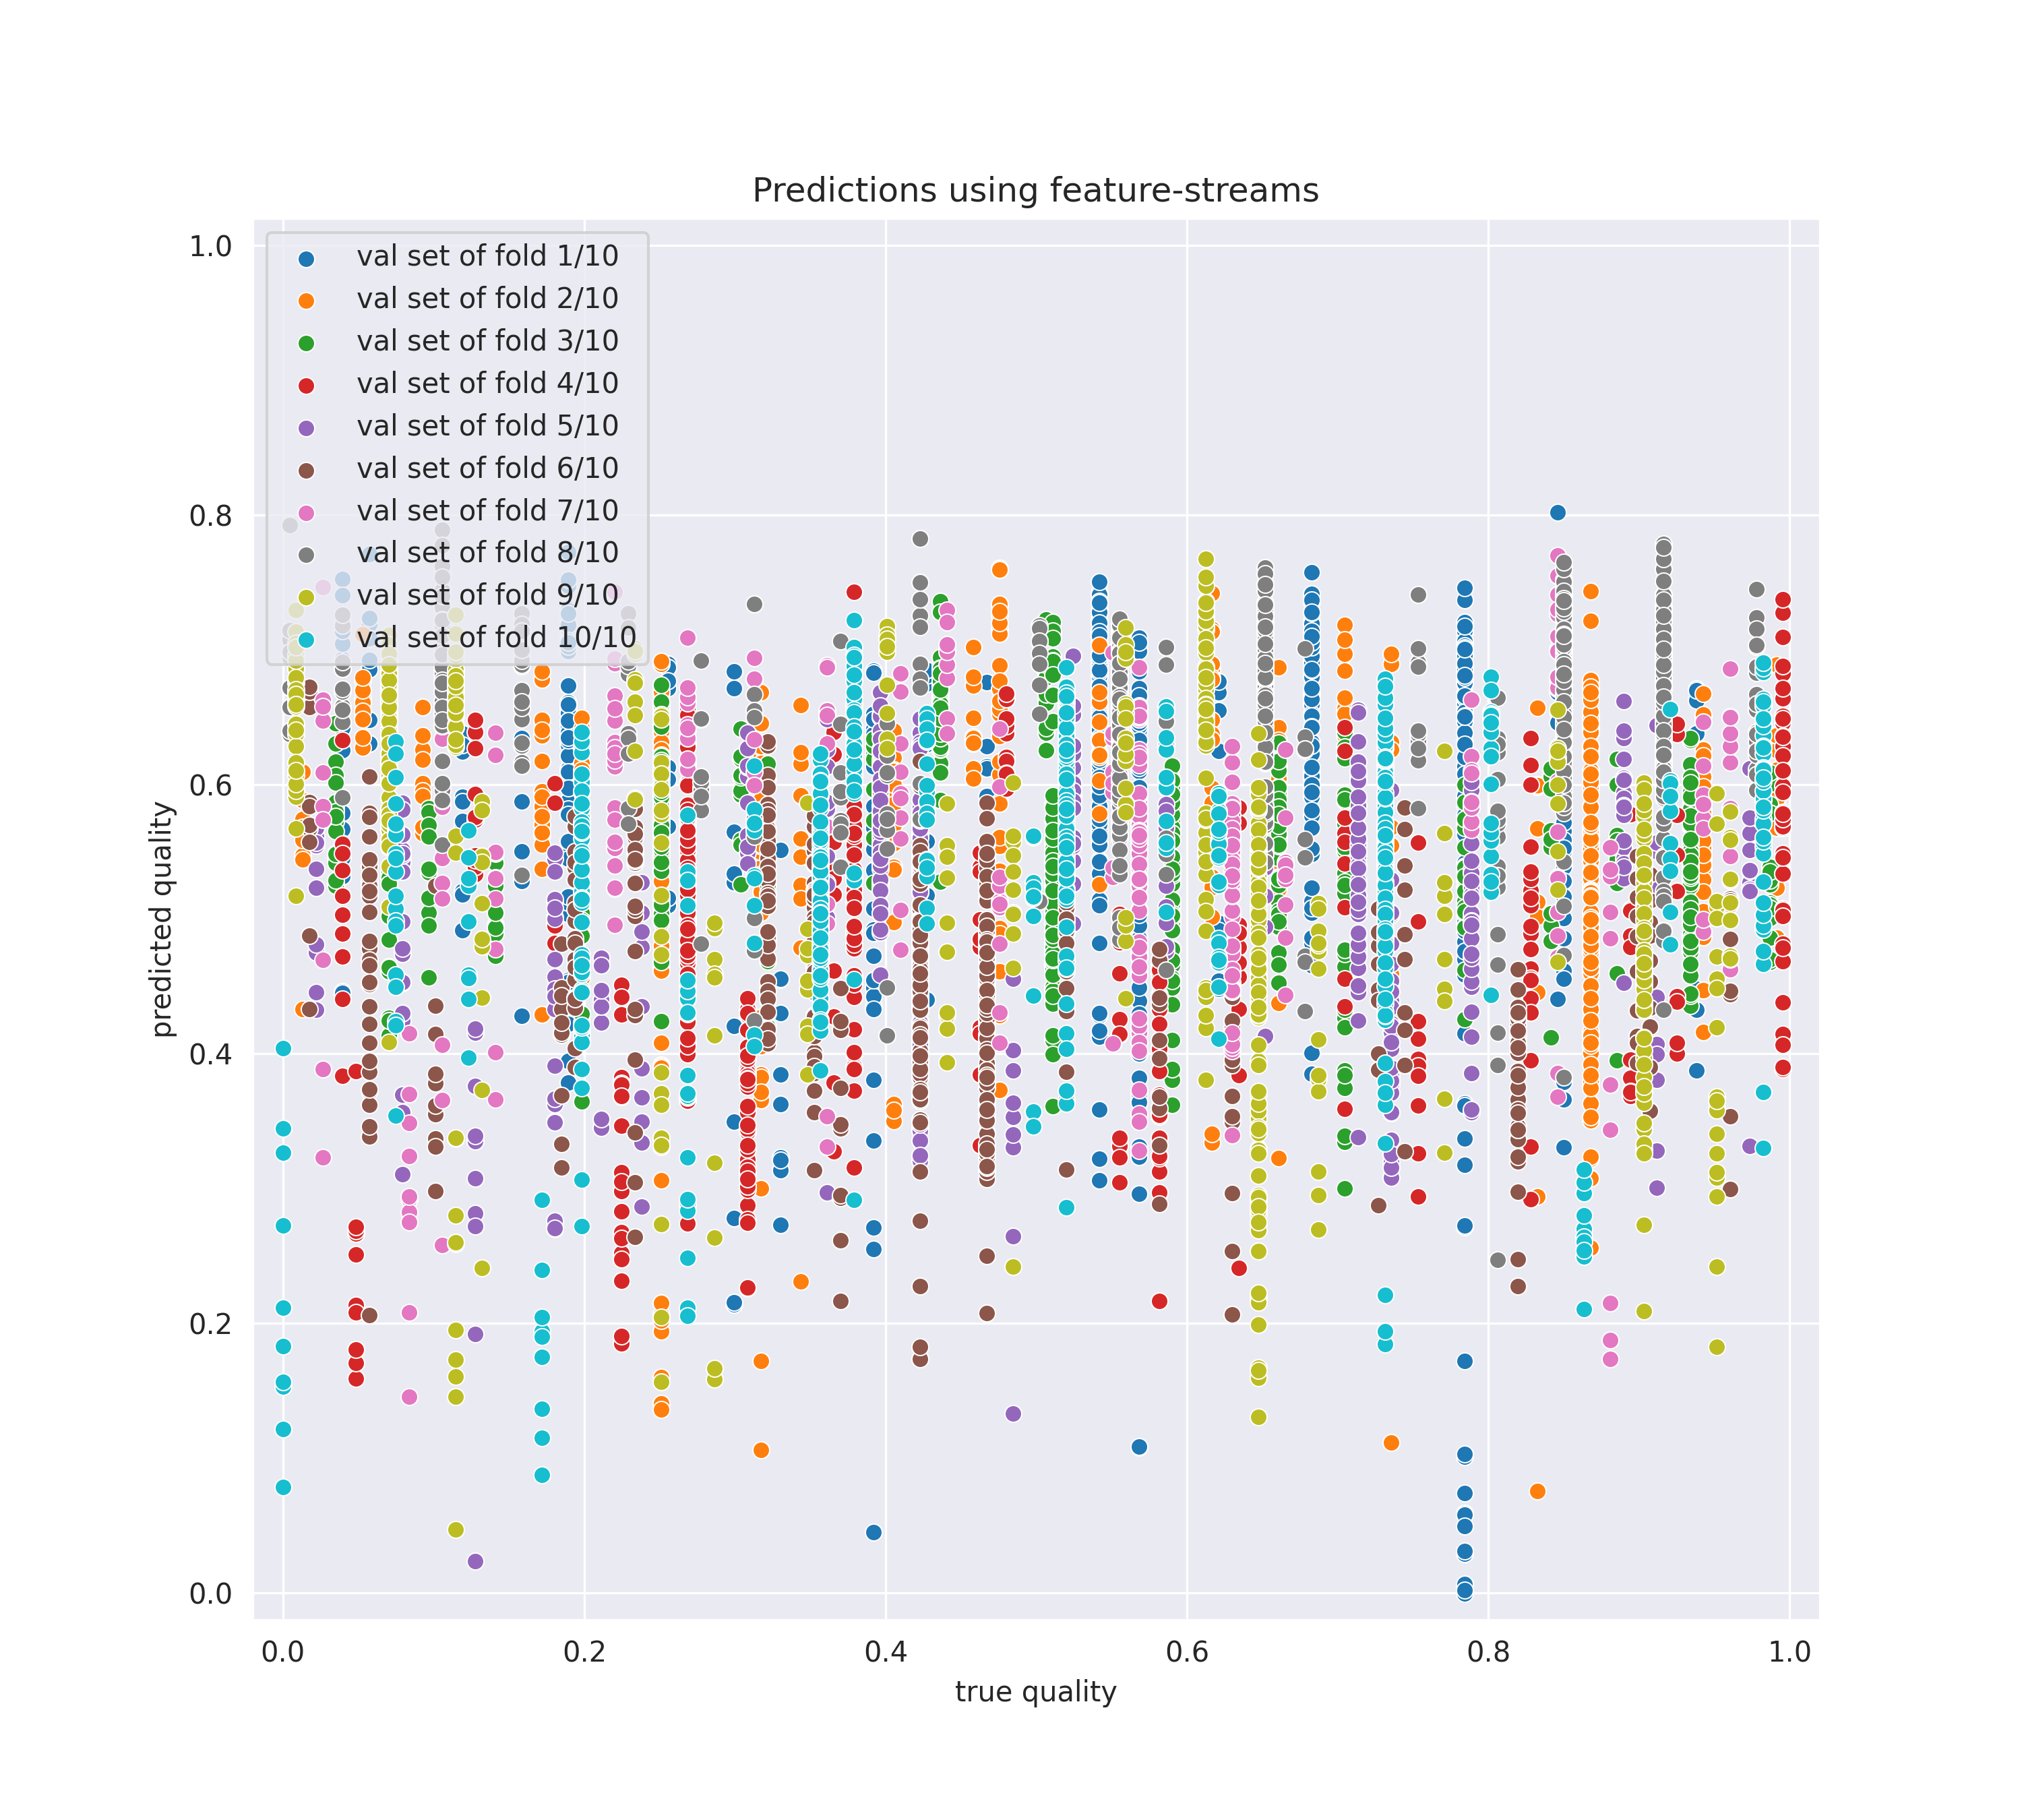 Predictions using feature-streams
1.0
0.8
0.6
0.4
0.2
0.0
predicted quality
val set of fold 1/10
val set of fold 2/10
val set of fold 3/10
val set of fold 4/10
val set of fold 5/10
val set of fold 6/10
val set of fold 7/10
val set of fold 8/10
val set of fold 9/10
val set of fold 10/10
0.0 0.2 0.4 0.6 0.8 1.0
true quality